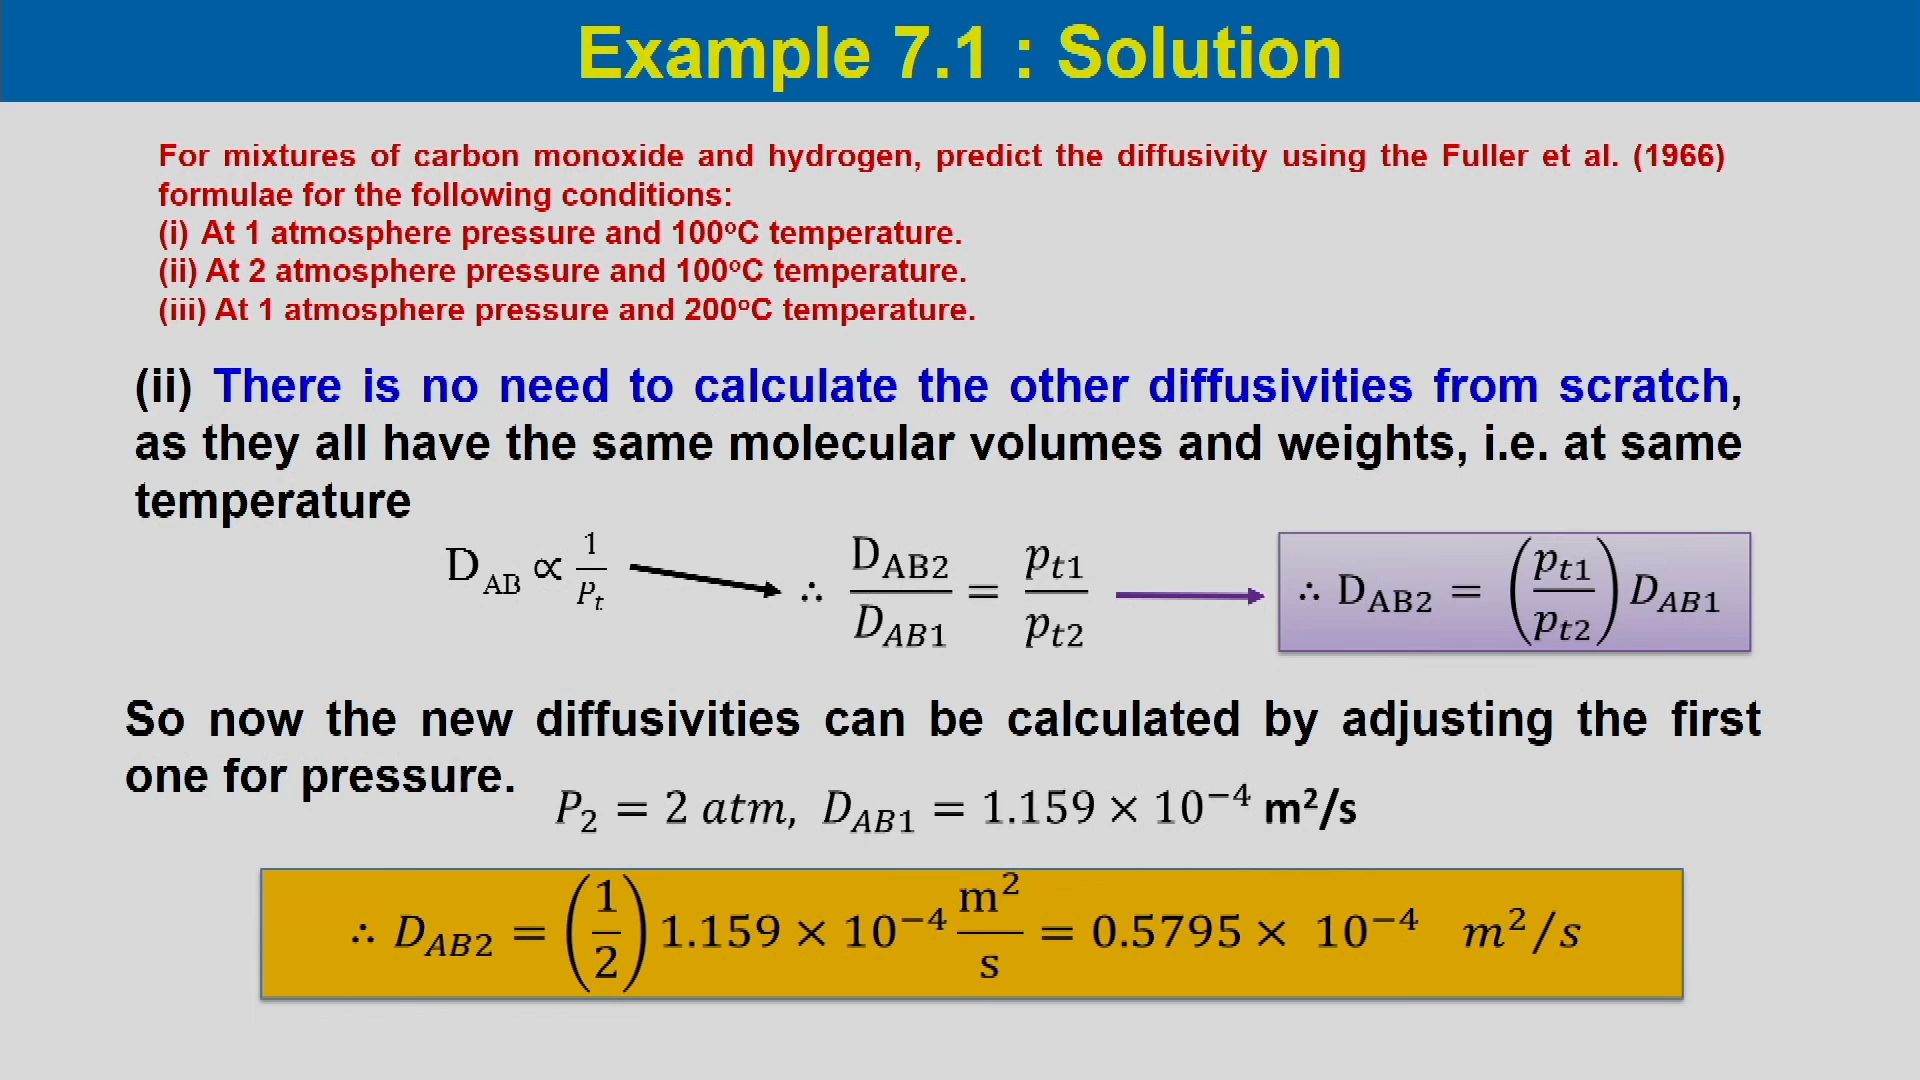 Example 7.1 : Solution
For mixtures of carbon monoxide and hydrogen, predict the diffusivity using the Fuller et al. (1966)
formulae for the following conditions:
(i) At 1 atmosphere pressure and 100ᵒC temperature.
(ii) At 2 atmosphere pressure and 100ᵒC temperature.
(iii) At 1 atmosphere pressure and 200ᵒC temperature.
(ii) There is no need to calculate the other diffusivities from scratch,
as they all have the same molecular volumes and weights, i.e. at same
temperature
D_AB ∝ 1/P_t ∴ D_AB2/D_AB1 = p_t1/p_t2 ∴ D_AB2 = (p_t1/p_t2) D_AB1
So now the new diffusivities can be calculated by adjusting the first
one for pressure.
P₂ = 2 atm, D_AB1 = 1.159 × 10⁻⁴ m²/s
∴ D_AB2 = (1/2) 1.159 × 10⁻⁴ m²/s = 0.5795 × 10⁻⁴ m²/s